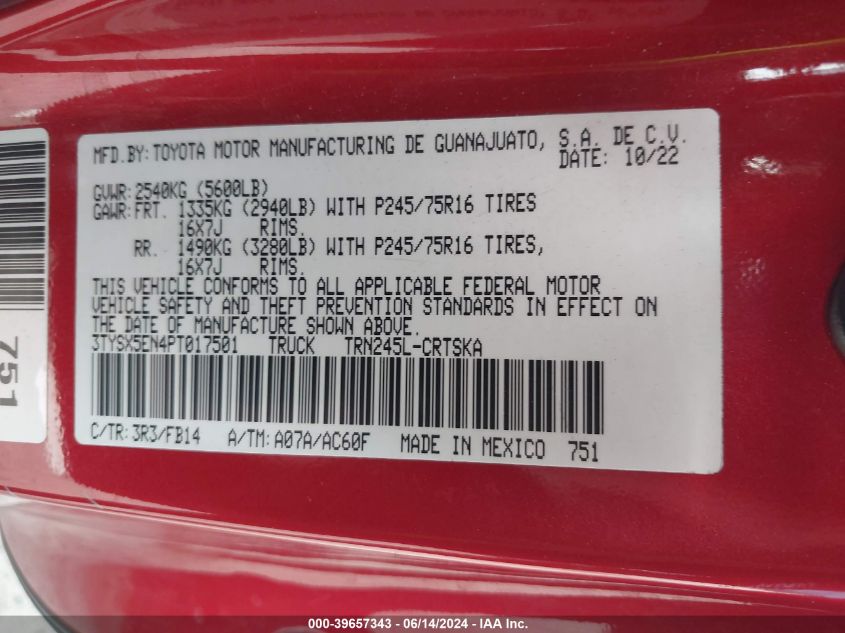 MFD.BY: TOYOTA MOTOR MANUFACTURING DE GUANAJUATO, S.A. DE C.V.
DATE: 10/22
GVWR: 2540KG (5600LB)
GAWR: FRT. 1335KG (2940LB) WITH P245/75R16 TIRES
16X7J RIMS.
RR. 1490KG (3280LB) WITH P245/75R16 TIRES,
16X7J RIMS.
THIS VEHICLE CONFORMS TO ALL APPLICABLE FEDERAL MOTOR
VEHICLE SAFETY AND THEFT PREVENTION STANDARDS IN EFFECT ON
THE DATE OF MANUFACTURE SHOWN ABOVE.
3TYSX5EN4PT017501 TRUCK TRN245L-CRTSKA
C/TR: 3R3/FB14 A/TM: A07A/AC60F MADE IN MEXICO 751
751
000-39657343 / 06/14/2024 - IAA Inc.